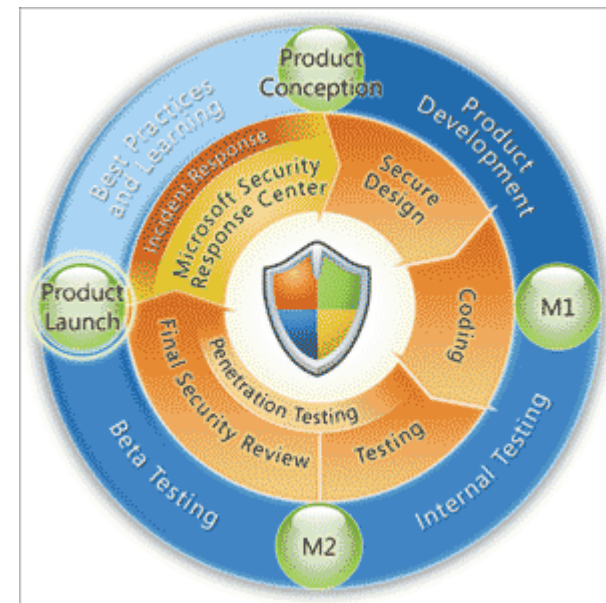 Product
Conception
Product
Development
M1
Internal Testing
M2
Beta Testing
Product
Launch
Best Practices
and Learning
Incident Response
Microsoft Security
Response Center
Secure
Design
Coding
Testing
Penetration Testing
Final Security Review